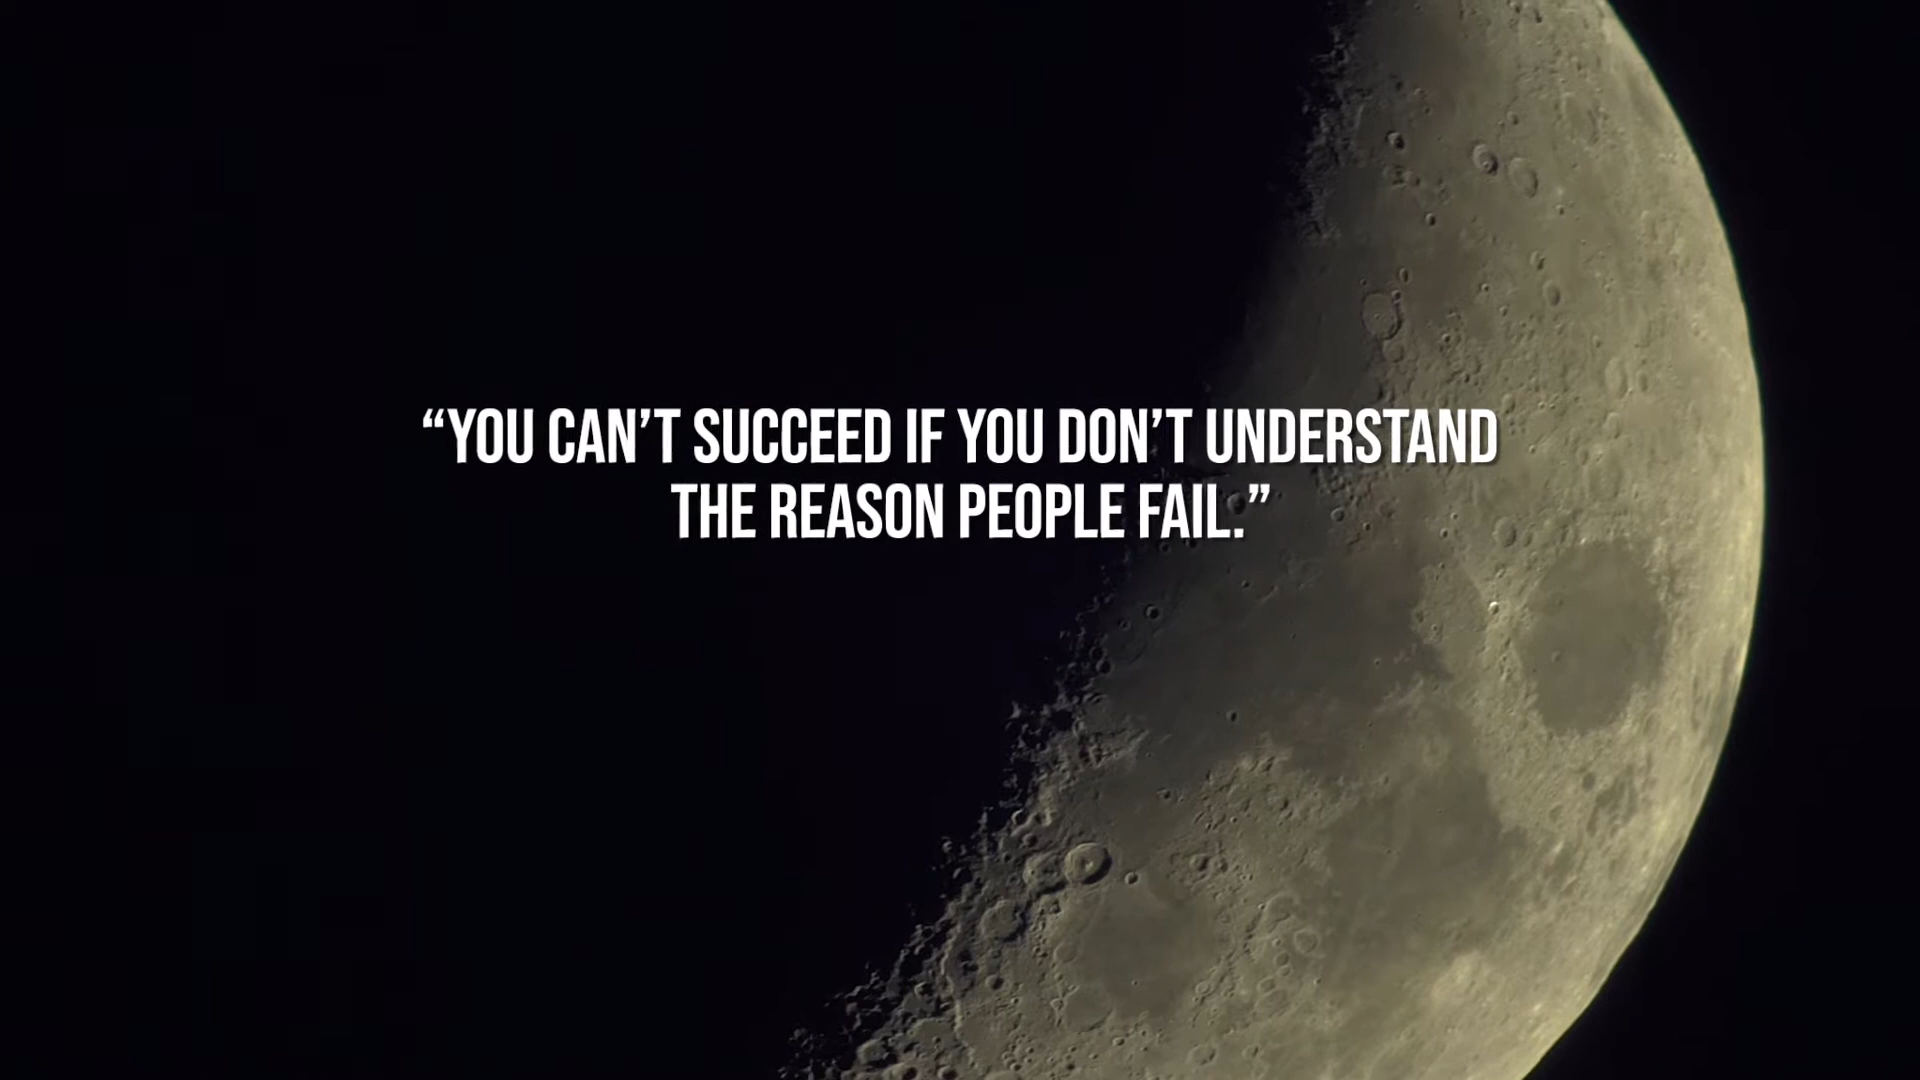 “YOU CAN’T SUCCEED IF YOU DON’T UNDERSTAND
THE REASON PEOPLE FAIL.”